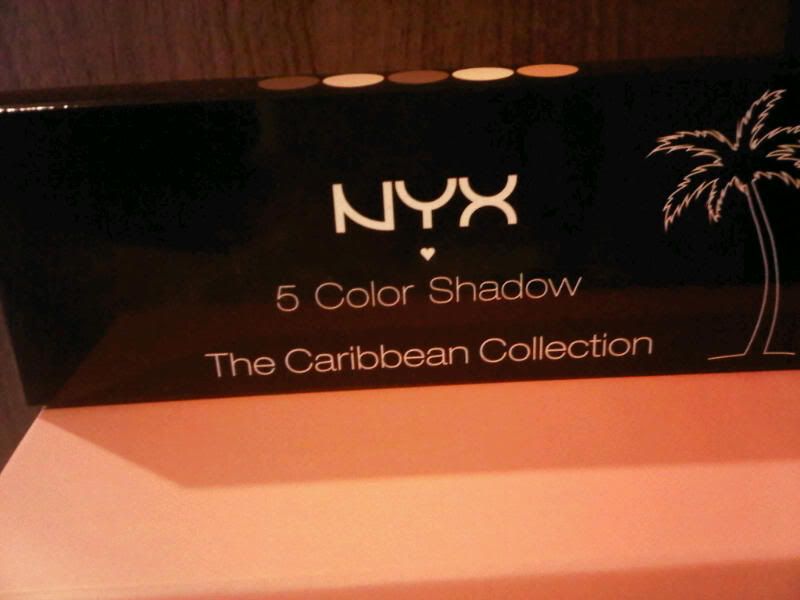 NYX
5 Color Shadow
The Caribbean Collection